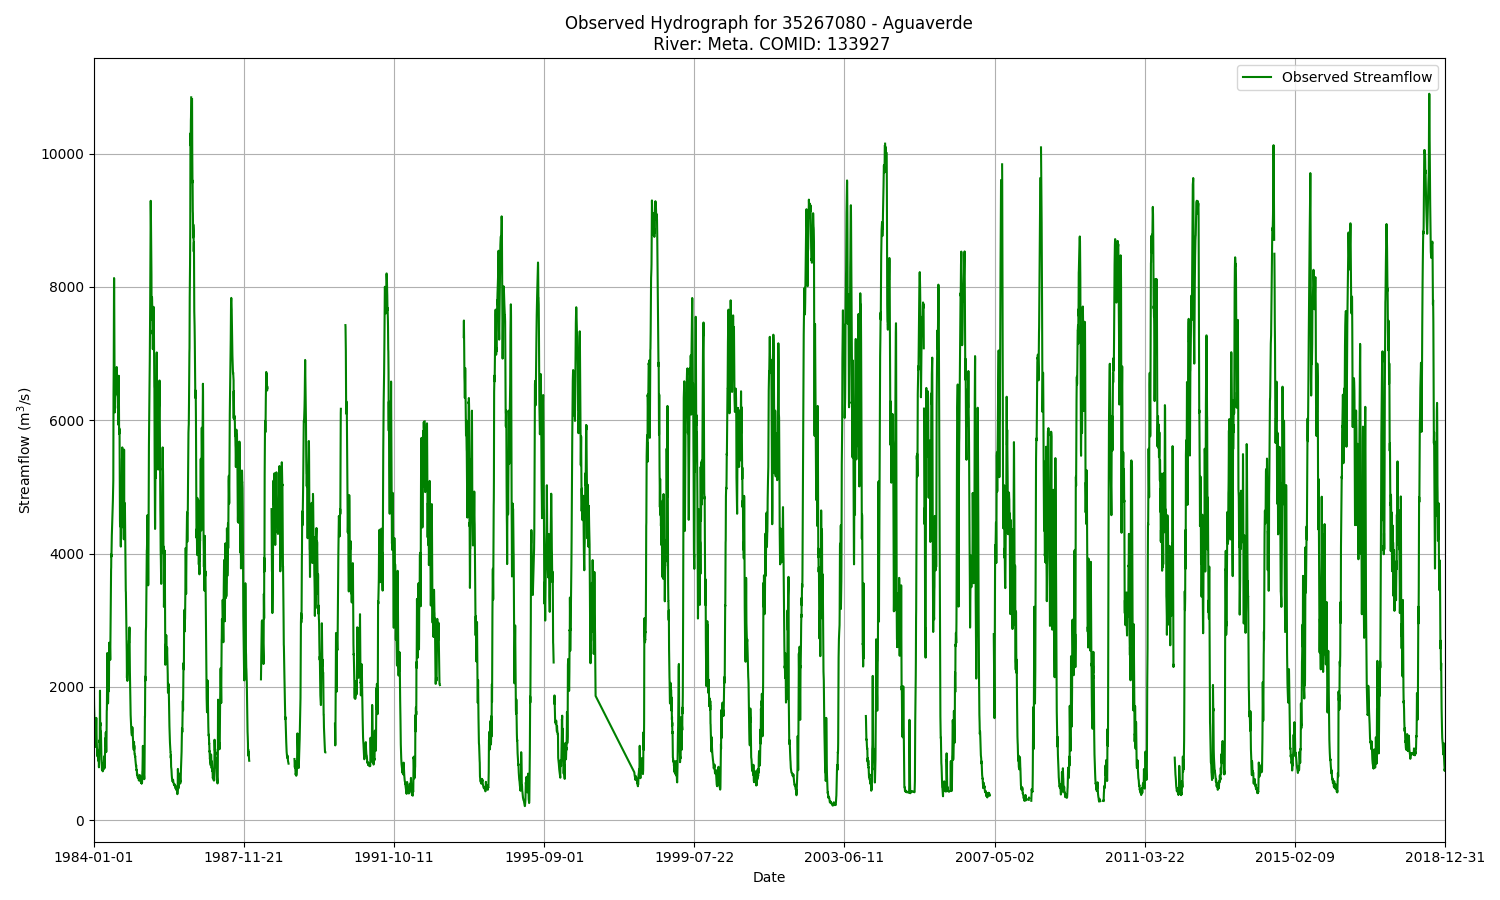 Observed Hydrograph for 35267080 - Aguaverde
River: Meta. COMID: 133927
Observed Streamflow
Streamflow (m³/s)
10000
8000
6000
4000
2000
0
1984-01-01 1987-11-21 1991-10-11 1995-09-01 1999-07-22 2003-06-11 2007-05-02 2011-03-22 2015-02-09 2018-12-31
Date